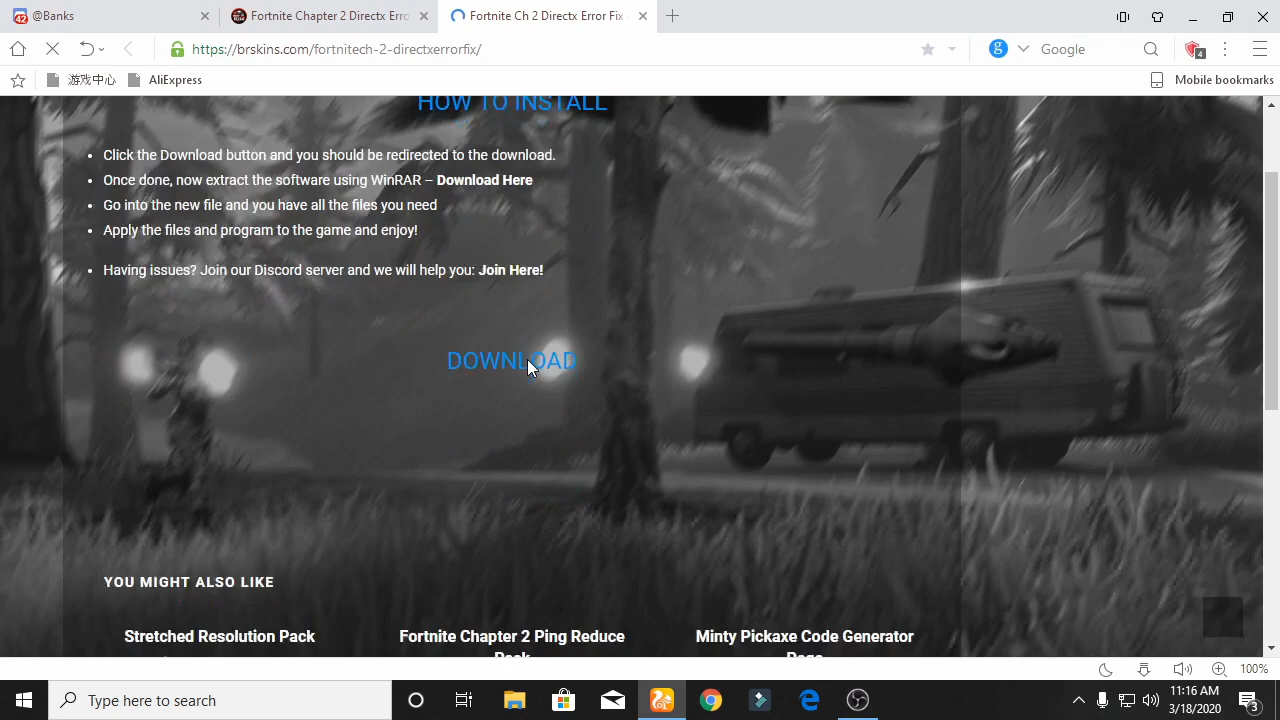 @Banks
Fortnite Chapter 2 Directx Erro
Fortnite Ch 2 Directx Error Fix
https://brskins.com/fortnitech-2-directxerrorfix/
g
Google
4
游戏中心
AliExpress
Mobile bookmarks
HOW TO INSTALL
Click the Download button and you should be redirected to the download.
Once done, now extract the software using WinRAR – Download Here
Go into the new file and you have all the files you need
Apply the files and program to the game and enjoy!
Having issues? Join our Discord server and we will help you: Join Here!
DOWNLOAD
YOU MIGHT ALSO LIKE
Stretched Resolution Pack
Fortnite Chapter 2 Ping Reduce
Pack
Minty Pickaxe Code Generator
Page
100%
Type here to search
11:16 AM
3/18/2020
3